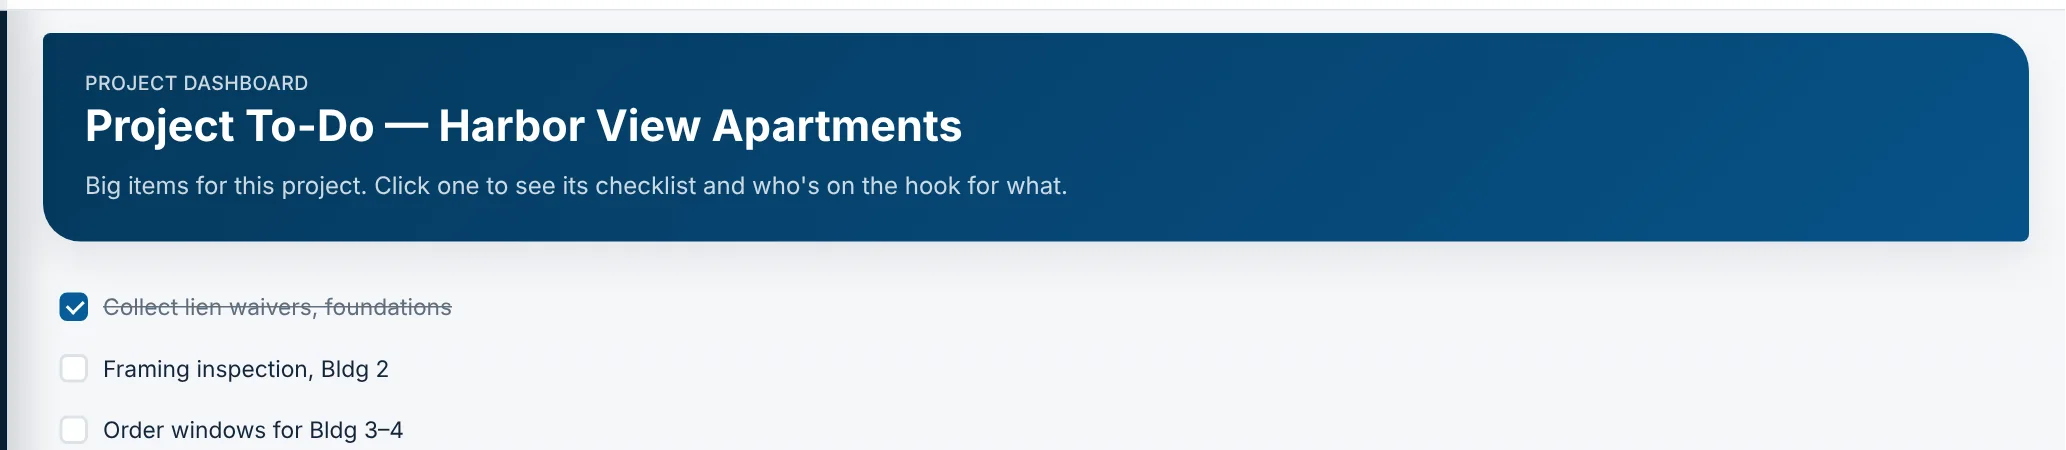 PROJECT DASHBOARD
Project To-Do — Harbor View Apartments
Big items for this project. Click one to see its checklist and who's on the hook for what.
Collect lien waivers, foundations
Framing inspection, Bldg 2
Order windows for Bldg 3–4